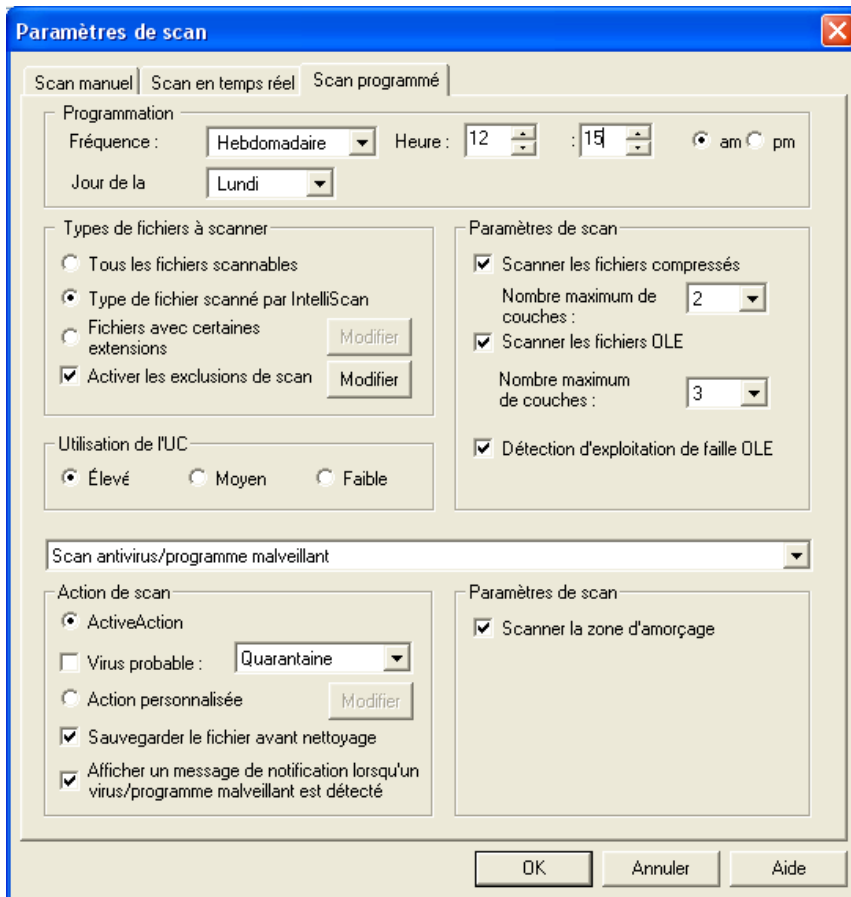 Paramètres de scan
Scan manuel Scan en temps réel Scan programmé
Programmation
Fréquence : Hebdomadaire Heure : 12 : 15 am pm
Jour de la Lundi
Types de fichiers à scanner
Tous les fichiers scannables
Type de fichier scanné par IntelliScan
Fichiers avec certaines
extensions
Modifier
Activer les exclusions de scan Modifier
Utilisation de l'UC
Élevé Moyen Faible
Paramètres de scan
Scanner les fichiers compressés
Nombre maximum de
couches :
2
Scanner les fichiers OLE
Nombre maximum
de couches :
3
Détection d'exploitation de faille OLE
Scan antivirus/programme malveillant
Action de scan
ActiveAction
Virus probable : Quarantaine
Action personnalisée Modifier
Sauvegarder le fichier avant nettoyage
Afficher un message de notification lorsqu'un
virus/programme malveillant est détecté
Paramètres de scan
Scanner la zone d'amorçage
OK Annuler Aide